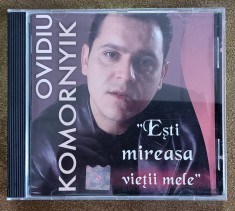 OVIDIU
KOMORNYIK
"Ești
mireasa
vieții mele"